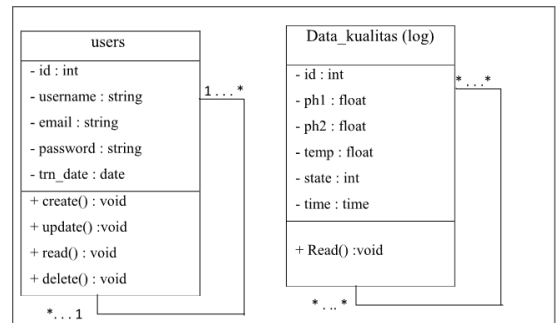 users
- id : int
- username : string
- email : string
- password : string
- trn_date : date
+ create() : void
+ update() :void
+ read() : void
+ delete() : void
1 . . . *
* . . . 1
Data_kualitas (log)
- id : int
- ph1 : float
- ph2 : float
- temp : float
- state : int
- time : time
+ Read() :void
* . . . *
* . .. *